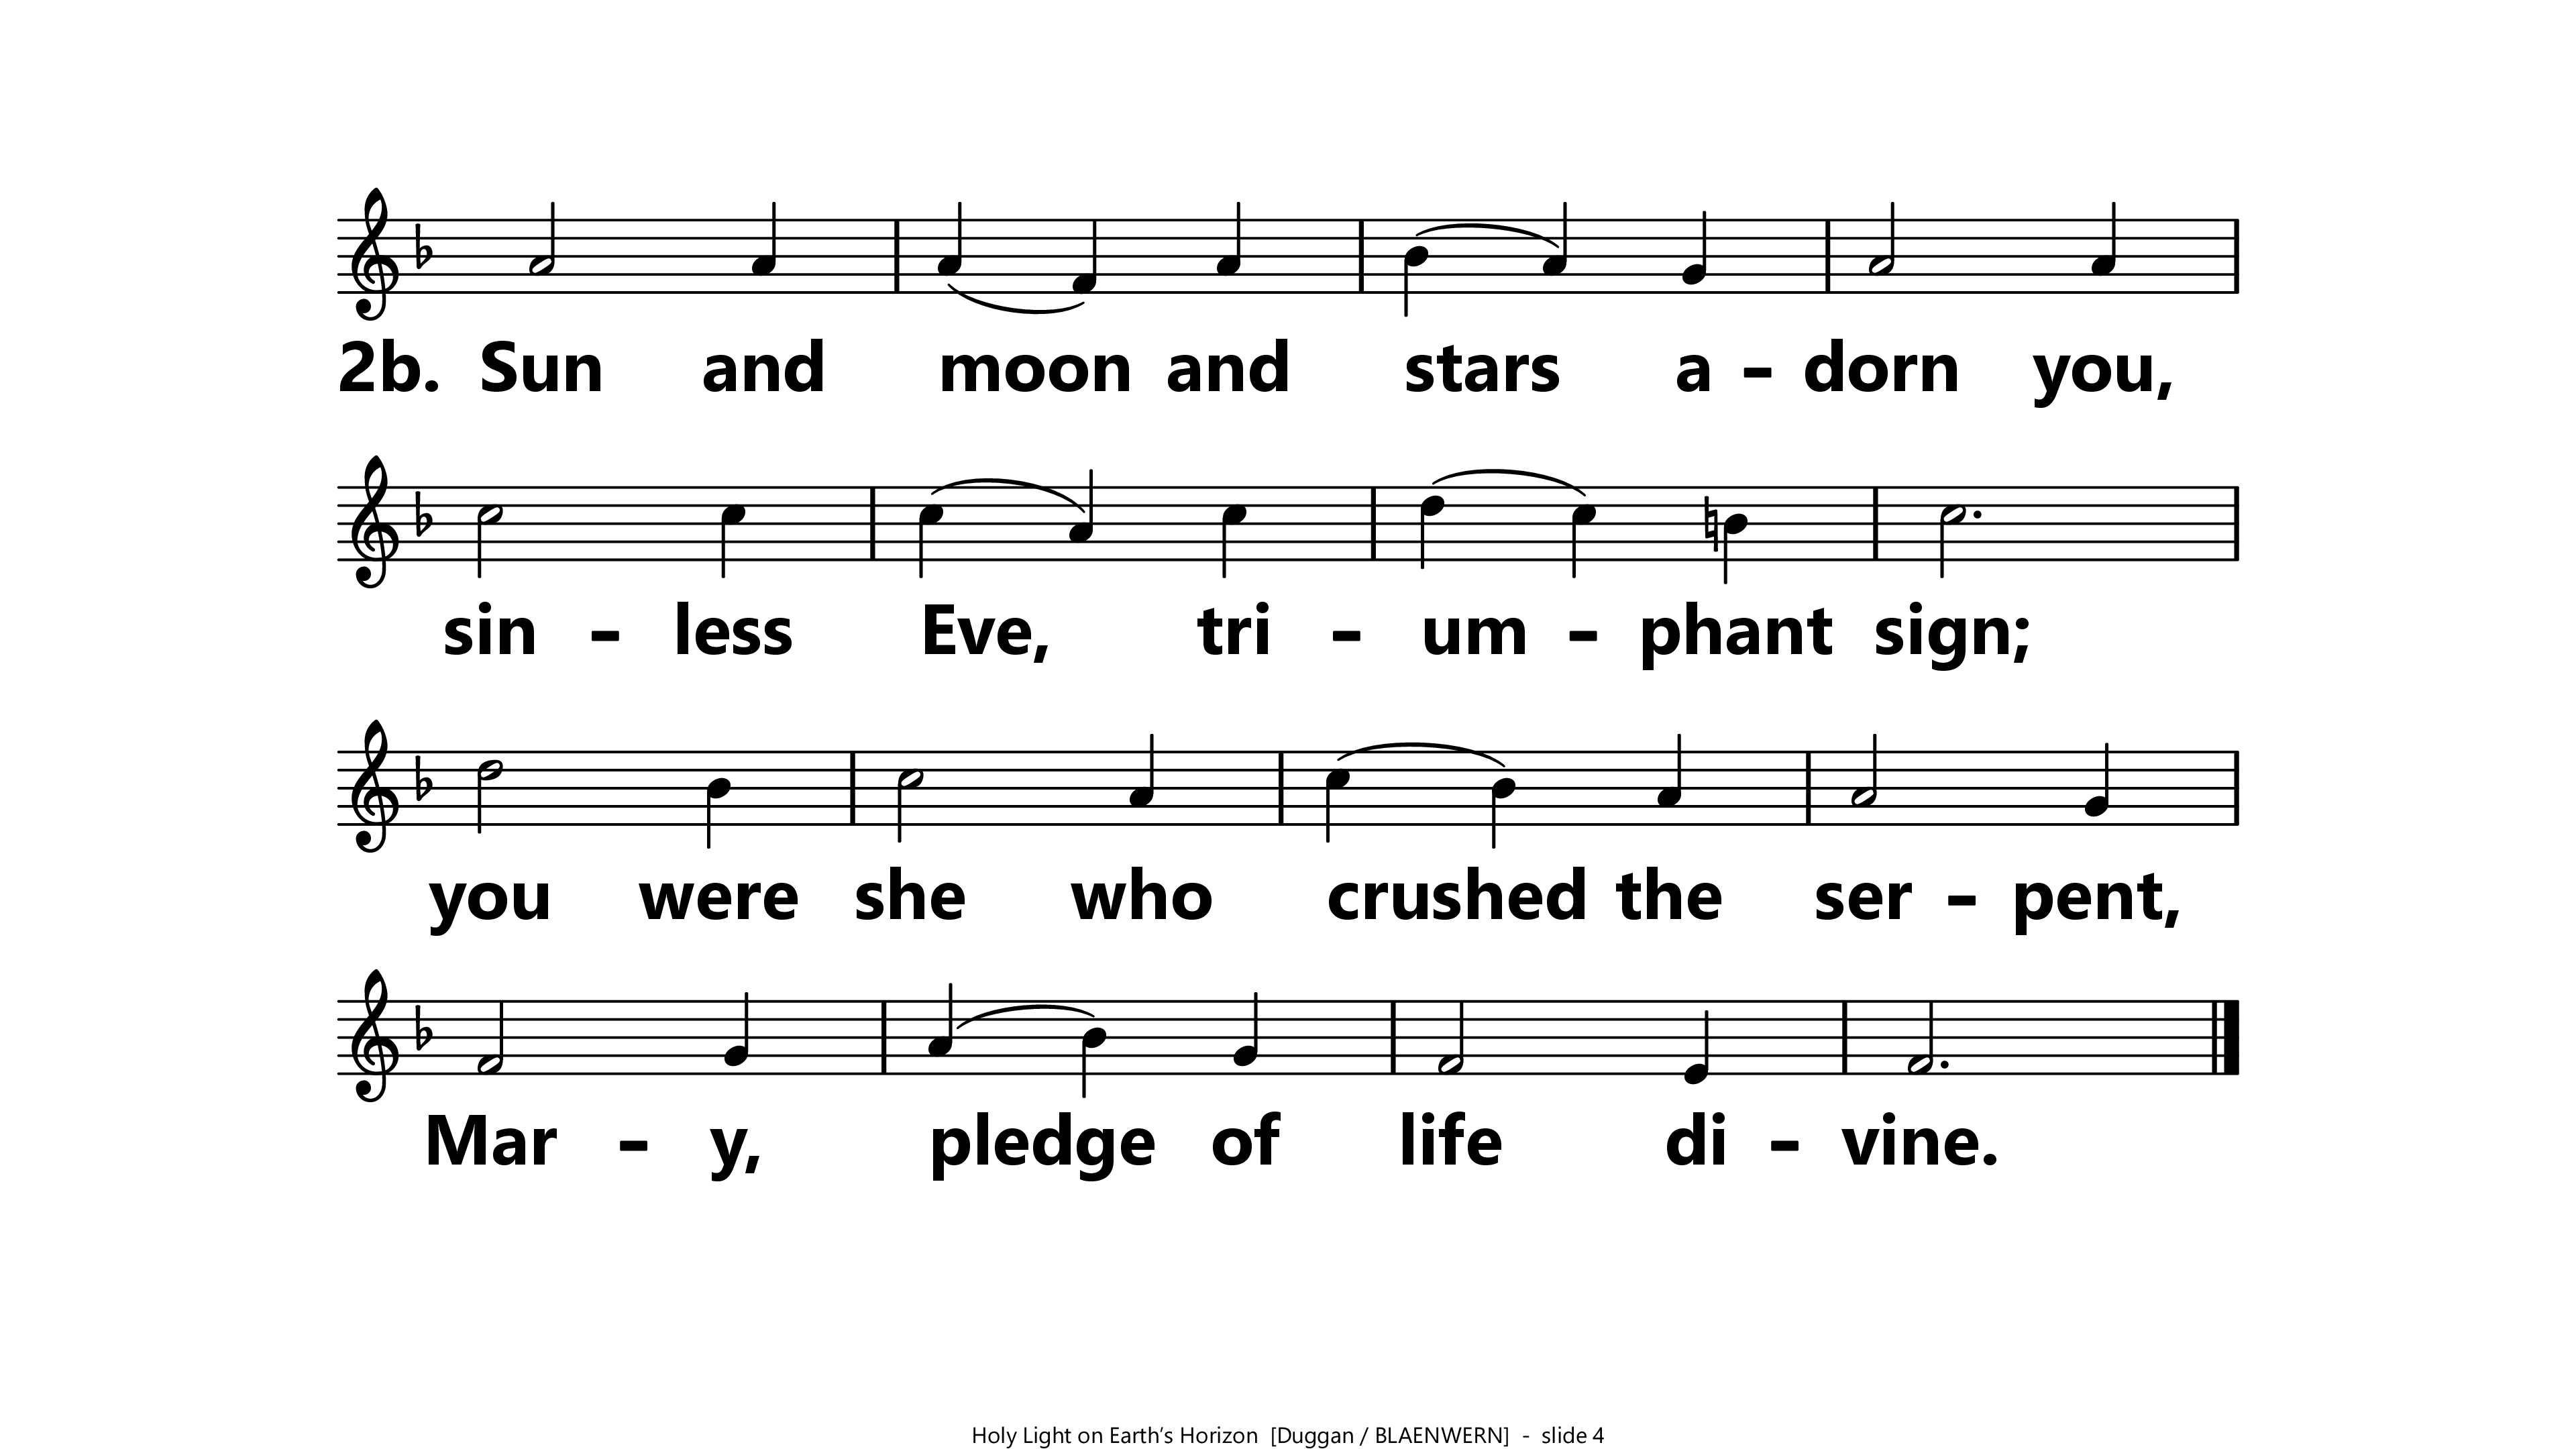 2b. Sun and moon and stars a - dorn you,
sin - less Eve, tri - um - phant sign;
you were she who crushed the ser - pent,
Mar - y, pledge of life di - vine.
Holy Light on Earth’s Horizon [Duggan / BLAENWERN] - slide 4